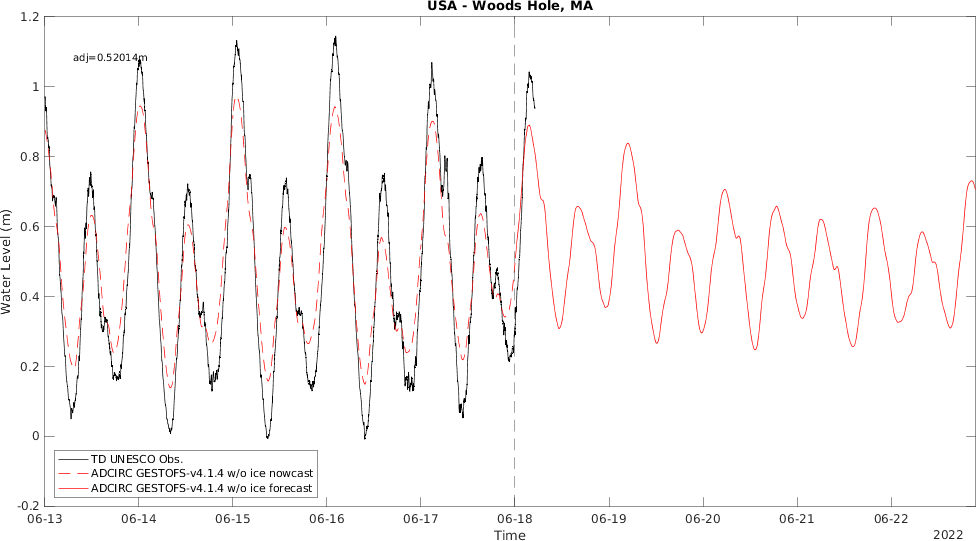 USA - Woods Hole, MA
1.2
adj=0.52014m
1
0.8
0.6
0.4
0.2
0
-0.2
Water Level (m)
TD UNESCO Obs.
ADCIRC GESTOFS-v4.1.4 w/o ice nowcast
ADCIRC GESTOFS-v4.1.4 w/o ice forecast
06-13 06-14 06-15 06-16 06-17 06-18 06-19 06-20 06-21 06-22
Time
2022